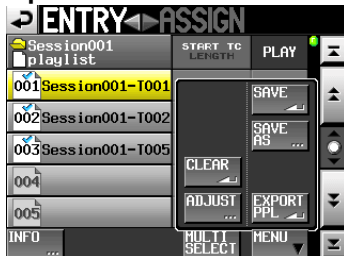 ENTRY ASSIGN
Session001
playlist
START TC
LENGTH
PLAY
001 Session001-T001
SAVE
002 Session001-T002
SAVE
AS ...
003 Session001-T005
CLEAR
004
ADJUST
...
EXPORT
PPL
005
INFO
...
MULTI
SELECT
MENU